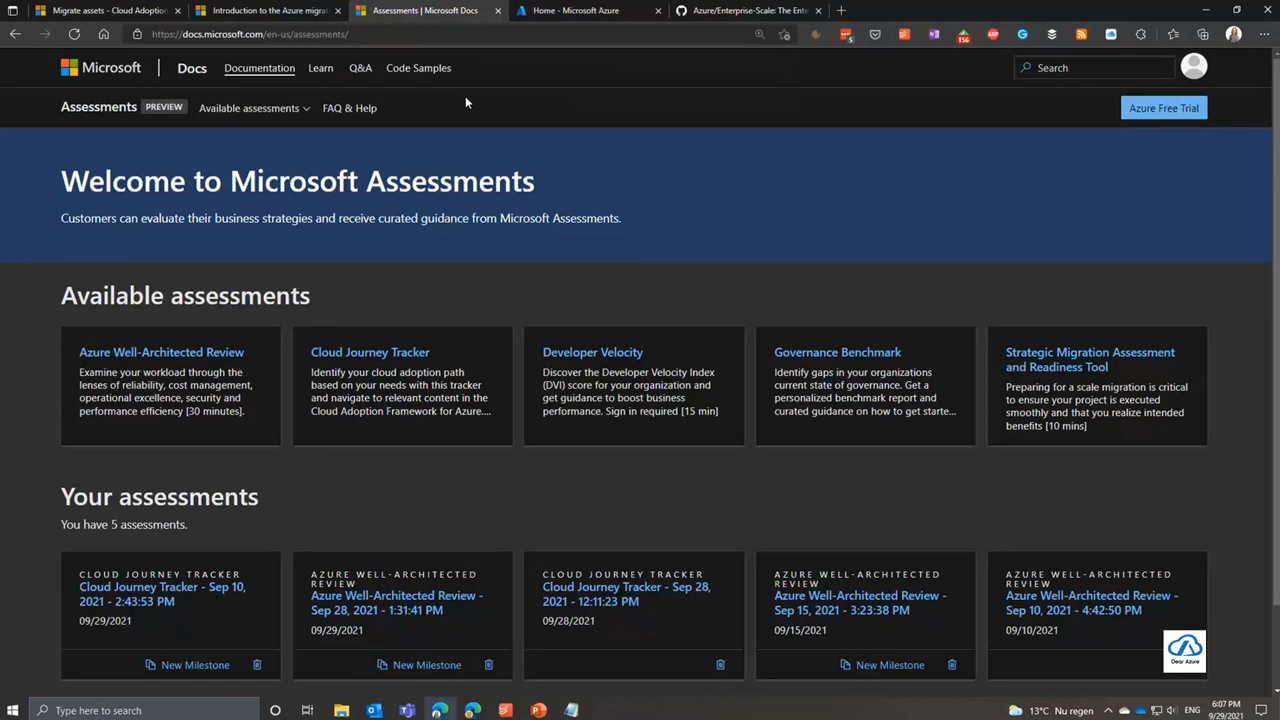 Migrate assets - Cloud Adoption
Introduction to the Azure migra
Assessments | Microsoft Docs
Home - Microsoft Azure
Azure/Enterprise-Scale: The Ente
https://docs.microsoft.com/en-us/assessments/
5
156
Microsoft
Docs
Documentation
Learn
Q&A
Code Samples
Search
Assessments
PREVIEW
Available assessments
FAQ & Help
Azure Free Trial
Welcome to Microsoft Assessments
Customers can evaluate their business strategies and receive curated guidance from Microsoft Assessments.
Available assessments
Azure Well-Architected Review
Examine your workload through the
lenses of reliability, cost management,
operational excellence, security and
performance efficiency [30 minutes].
Cloud Journey Tracker
Identify your cloud adoption path
based on your needs with this tracker
and navigate to relevant content in the
Cloud Adoption Framework for Azure....
Developer Velocity
Discover the Developer Velocity Index
(DVI) score for your organization and
get guidance to boost business
performance. Sign in required [15 min]
Governance Benchmark
Identify gaps in your organizations
current state of governance. Get a
personalized benchmark report and
curated guidance on how to get starte...
Strategic Migration Assessment
and Readiness Tool
Preparing for a scale migration is critical
to ensure your project is executed
smoothly and that you realize intended
benefits [10 mins]
Your assessments
You have 5 assessments.
CLOUD JOURNEY TRACKER
Cloud Journey Tracker - Sep 10,
2021 - 2:43:53 PM
09/29/2021
New Milestone
AZURE WELL-ARCHITECTED
REVIEW
Azure Well-Architected Review -
Sep 28, 2021 - 1:31:41 PM
09/29/2021
New Milestone
CLOUD JOURNEY TRACKER
Cloud Journey Tracker - Sep 28,
2021 - 12:11:23 PM
09/28/2021
AZURE WELL-ARCHITECTED
REVIEW
Azure Well-Architected Review -
Sep 15, 2021 - 3:23:38 PM
09/15/2021
New Milestone
AZURE WELL-ARCHITECTED
REVIEW
Azure Well-Architected Review -
Sep 10, 2021 - 4:42:50 PM
09/10/2021
Dear Azure
Type here to search
13°C Nu regen
ENG
6:07 PM
9/29/2021